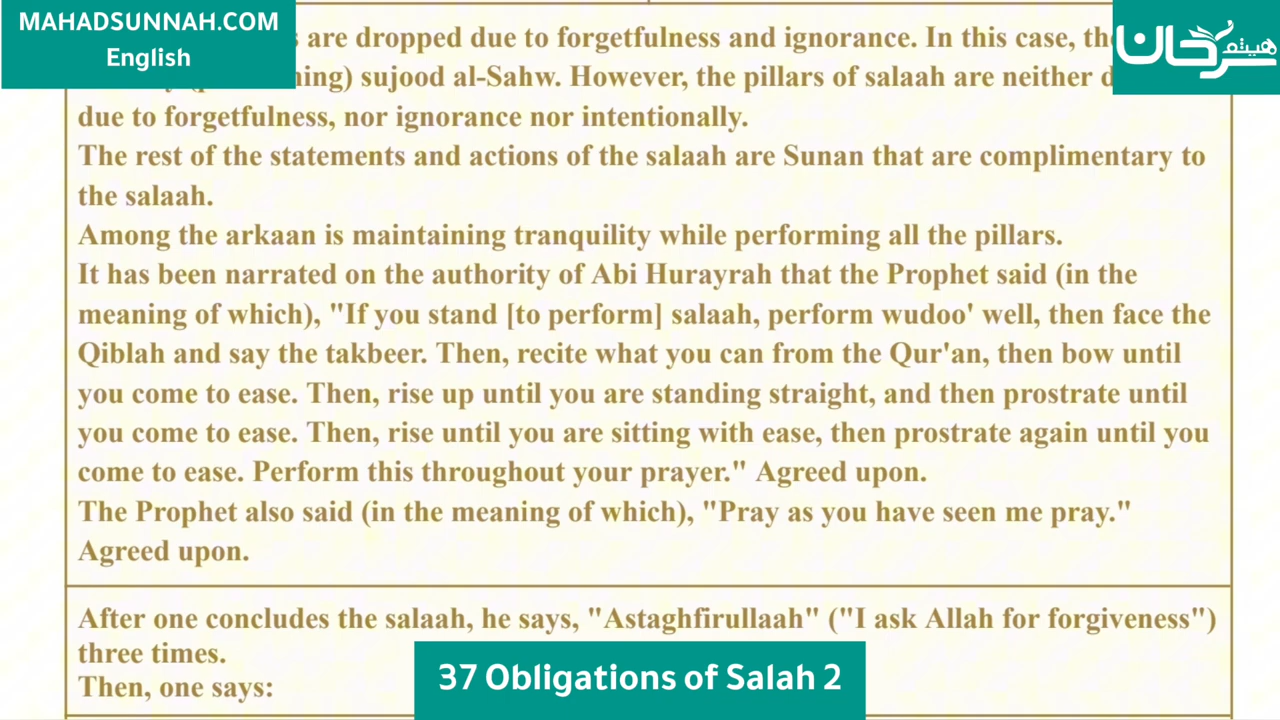 MAHADSUNNAH.COM
English
هيتم سرحان
are dropped due to forgetfulness and ignorance. In this case, the
sujood al-Sahw. However, the pillars of salaah are neither
due to forgetfulness, nor ignorance nor intentionally.
The rest of the statements and actions of the salaah are Sunan that are complimentary to
the salaah.
Among the arkaan is maintaining tranquility while performing all the pillars.
It has been narrated on the authority of Abi Hurayrah that the Prophet said (in the
meaning of which), "If you stand [to perform] salaah, perform wudoo' well, then face the
Qiblah and say the takbeer. Then, recite what you can from the Qur'an, then bow until
you come to ease. Then, rise up until you are standing straight, and then prostrate until
you come to ease. Then, rise until you are sitting with ease, then prostrate again until you
come to ease. Perform this throughout your prayer." Agreed upon.
The Prophet also said (in the meaning of which), "Pray as you have seen me pray."
Agreed upon.
After one concludes the salaah, he says, "Astaghfirullaah" ("I ask Allah for forgiveness")
three times.
Then, one says:
37 Obligations of Salah 2